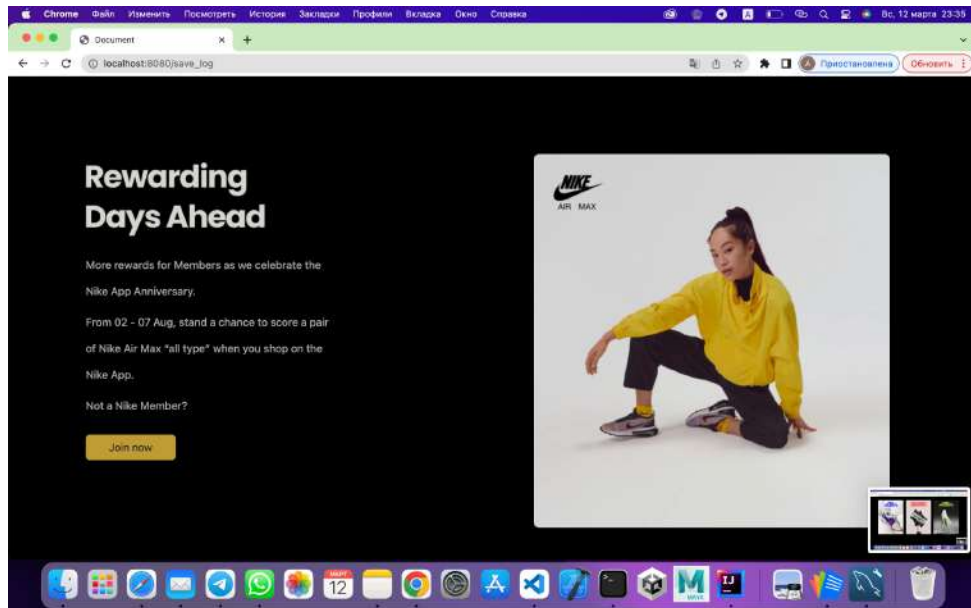 Chrome Файл Изменить Посмотреть История Закладки Профили Вкладка Окно Справка Вс, 12 марта 23:35
Document
localhost:8080/save_log Приостановлена Обновить
Rewarding
Days Ahead
More rewards for Members as we celebrate the
Nike App Anniversary.
From 02 - 07 Aug, stand a chance to score a pair
of Nike Air Max "all type" when you shop on the
Nike App.
Not a Nike Member?
Join now
NIKE
AIR MAX
МАРТ
12